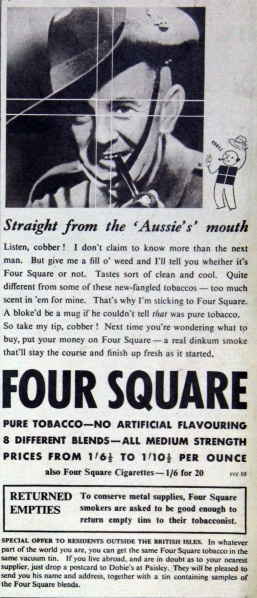 COOEE
Straight from the 'Aussie's' mouth
Listen, cobber! I don't claim to know more than the next
man. But give me a fill o' weed and I'll tell you whether it's
Four Square or not. Tastes sort of clean and cool. Quite
different from some of these new-fangled tobaccos — too much
scent in 'em for mine. That's why I'm sticking to Four Square.
A bloke'd be a mug if he couldn't tell that was pure tobacco.
So take my tip, cobber! Next time you're wondering what to
buy, put your money on Four Square — a real dinkum smoke
that'll stay the course and finish up fresh as it started.
FOUR SQUARE
PURE TOBACCO—NO ARTIFICIAL FLAVOURING
8 DIFFERENT BLENDS—ALL MEDIUM STRENGTH
PRICES FROM 1/6½ TO 1/10½ PER OUNCE
also Four Square Cigarettes—1/6 for 20
RETURNED
EMPTIES
To conserve metal supplies, Four Square
smokers are asked to be good enough to
return empty tins to their tobacconist.
SPECIAL OFFER TO RESIDENTS OUTSIDE THE BRITISH ISLES. In whatever
part of the world you are, you can get the same Four Square tobacco in the
same vacuum tin. If you live abroad, and are in doubt as to your nearest
supplier, just drop a postcard to Dobie's at Paisley. They will be pleased to
send you his name and address, together with a tin containing samples of
the Four Square blends.